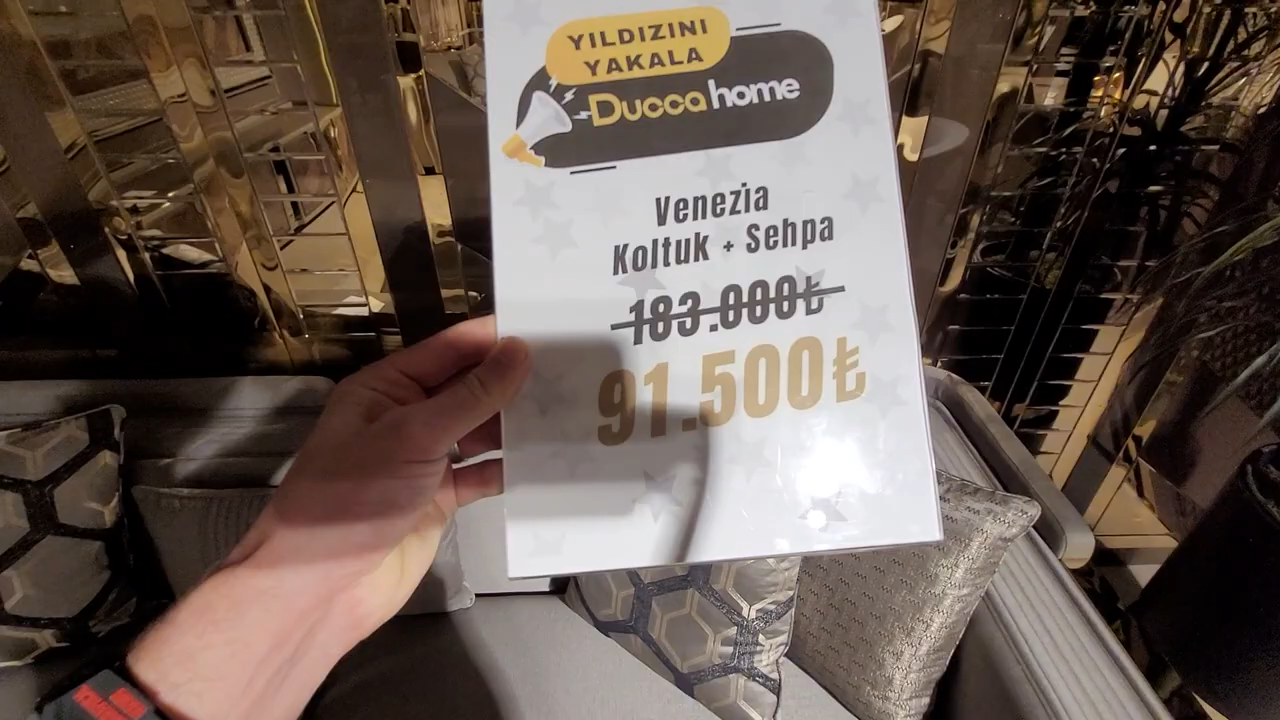 YILDIZINI
YAKALA
Ducca home
Venezia
Koltuk + Sehpa
183.000₺
91.500₺